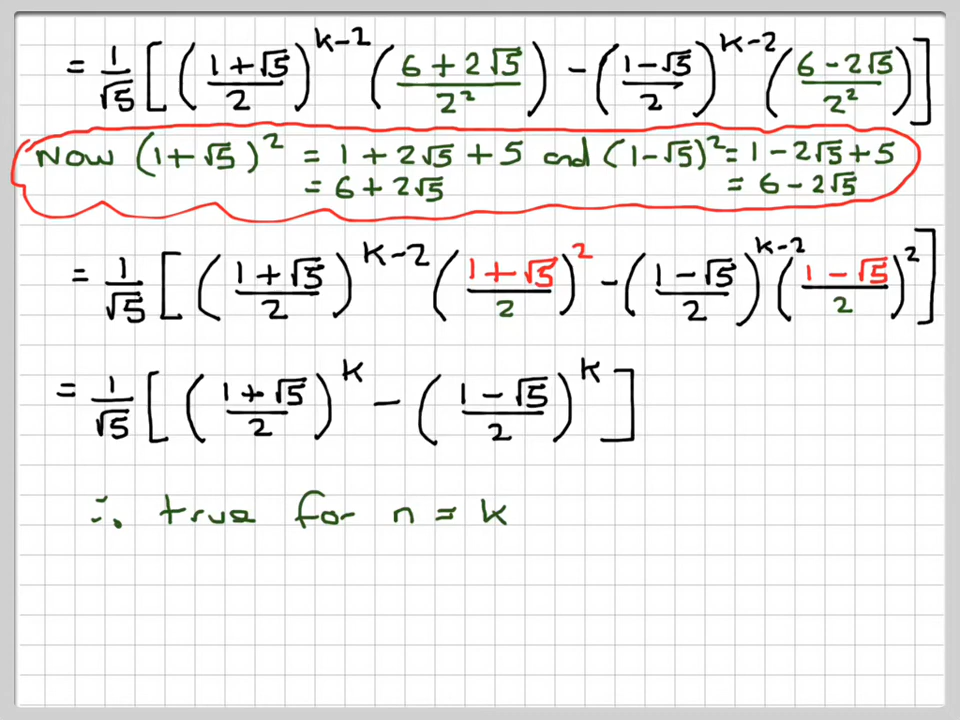 = 1/√5 [ ( (1+√5)/2 )^(k-2) ( (6+2√5)/2² ) - ( (1-√5)/2 )^(k-2) ( (6-2√5)/2² ) ]
Now (1+√5)² = 1+2√5+5 and (1-√5)² = 1-2√5+5
= 6+2√5 = 6-2√5
= 1/√5 [ ( (1+√5)/2 )^(k-2) ( (1+√5)/2 )² - ( (1-√5)/2 )^(k-2) ( (1-√5)/2 )² ]
= 1/√5 [ ( (1+√5)/2 )^k - ( (1-√5)/2 )^k ]
∴ true for n = k